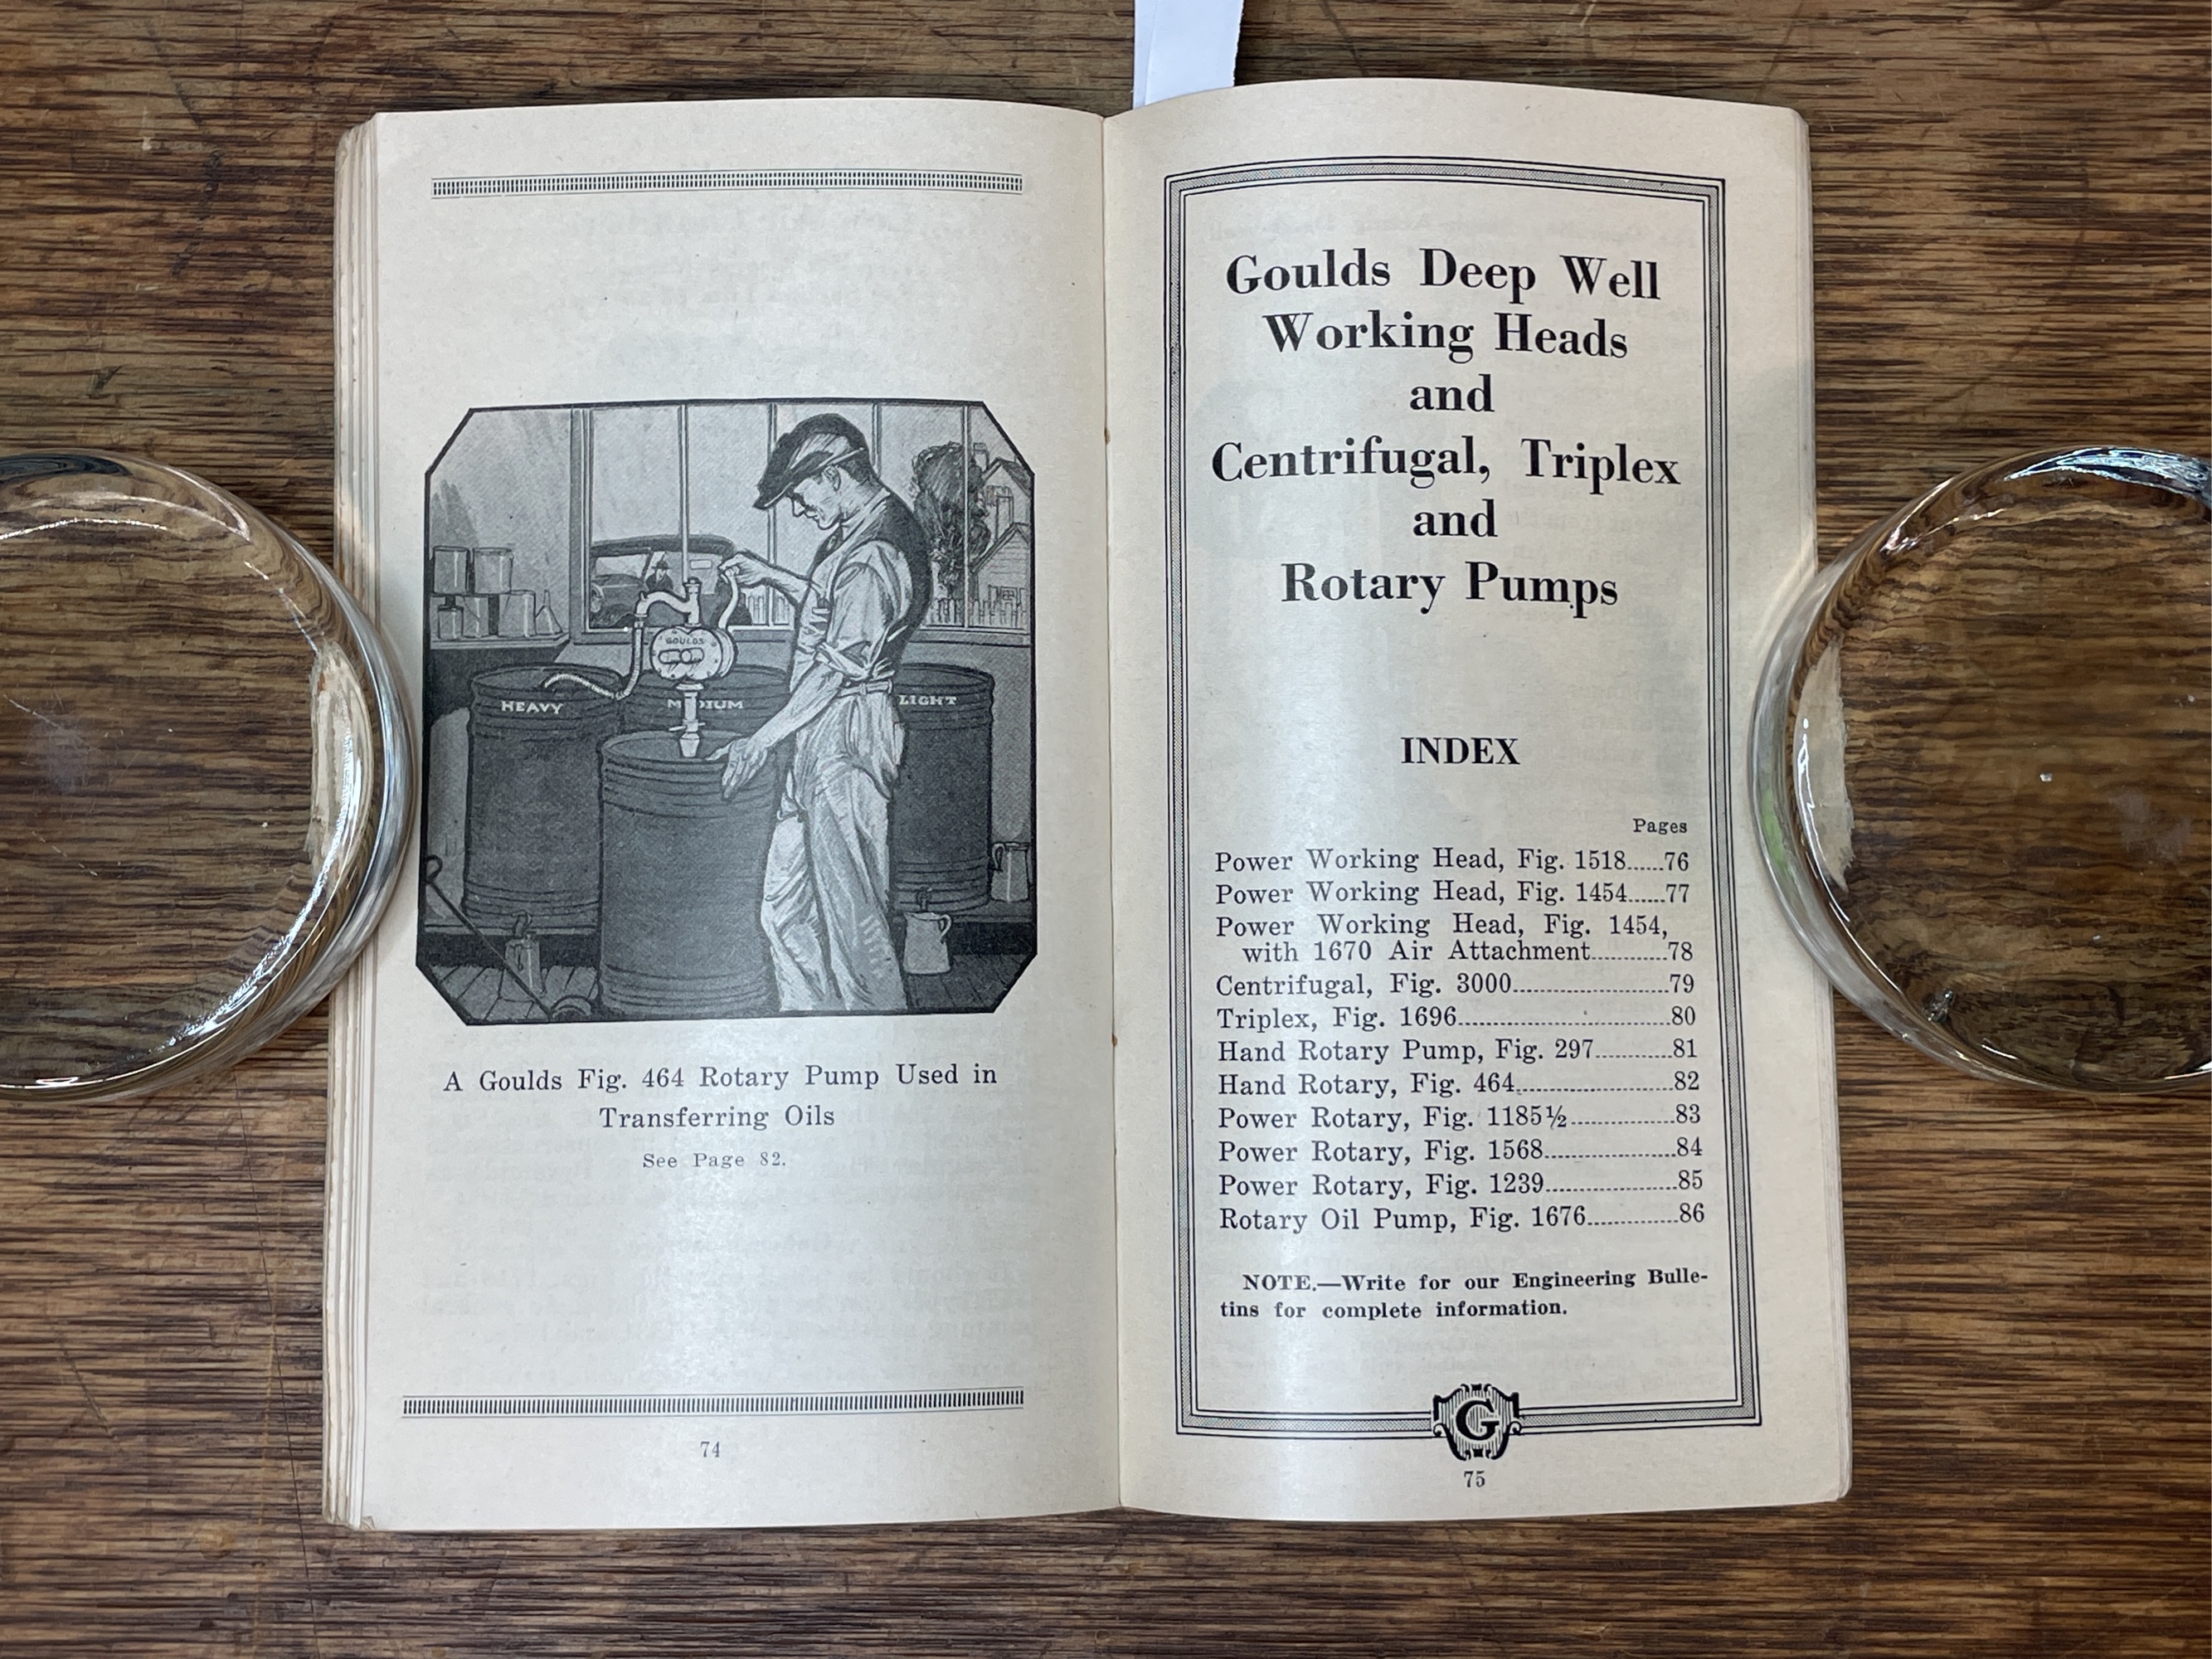 GOULDS
HEAVY
MEDIUM
LIGHT
A Goulds Fig. 464 Rotary Pump Used in
Transferring Oils
See Page 82.
74
Goulds Deep Well
Working Heads
and
Centrifugal, Triplex
and
Rotary Pumps
INDEX
Pages
Power Working Head, Fig. 1518......76
Power Working Head, Fig. 1454......77
Power Working Head, Fig. 1454,
with 1670 Air Attachment...........78
Centrifugal, Fig. 3000.......................79
Triplex, Fig. 1696...............................80
Hand Rotary Pump, Fig. 297...........81
Hand Rotary, Fig. 464.......................82
Power Rotary, Fig. 1185½...............83
Power Rotary, Fig. 1568...................84
Power Rotary, Fig. 1239...................85
Rotary Oil Pump, Fig. 1676.............86
NOTE.—Write for our Engineering Bulle-
tins for complete information.
G
75